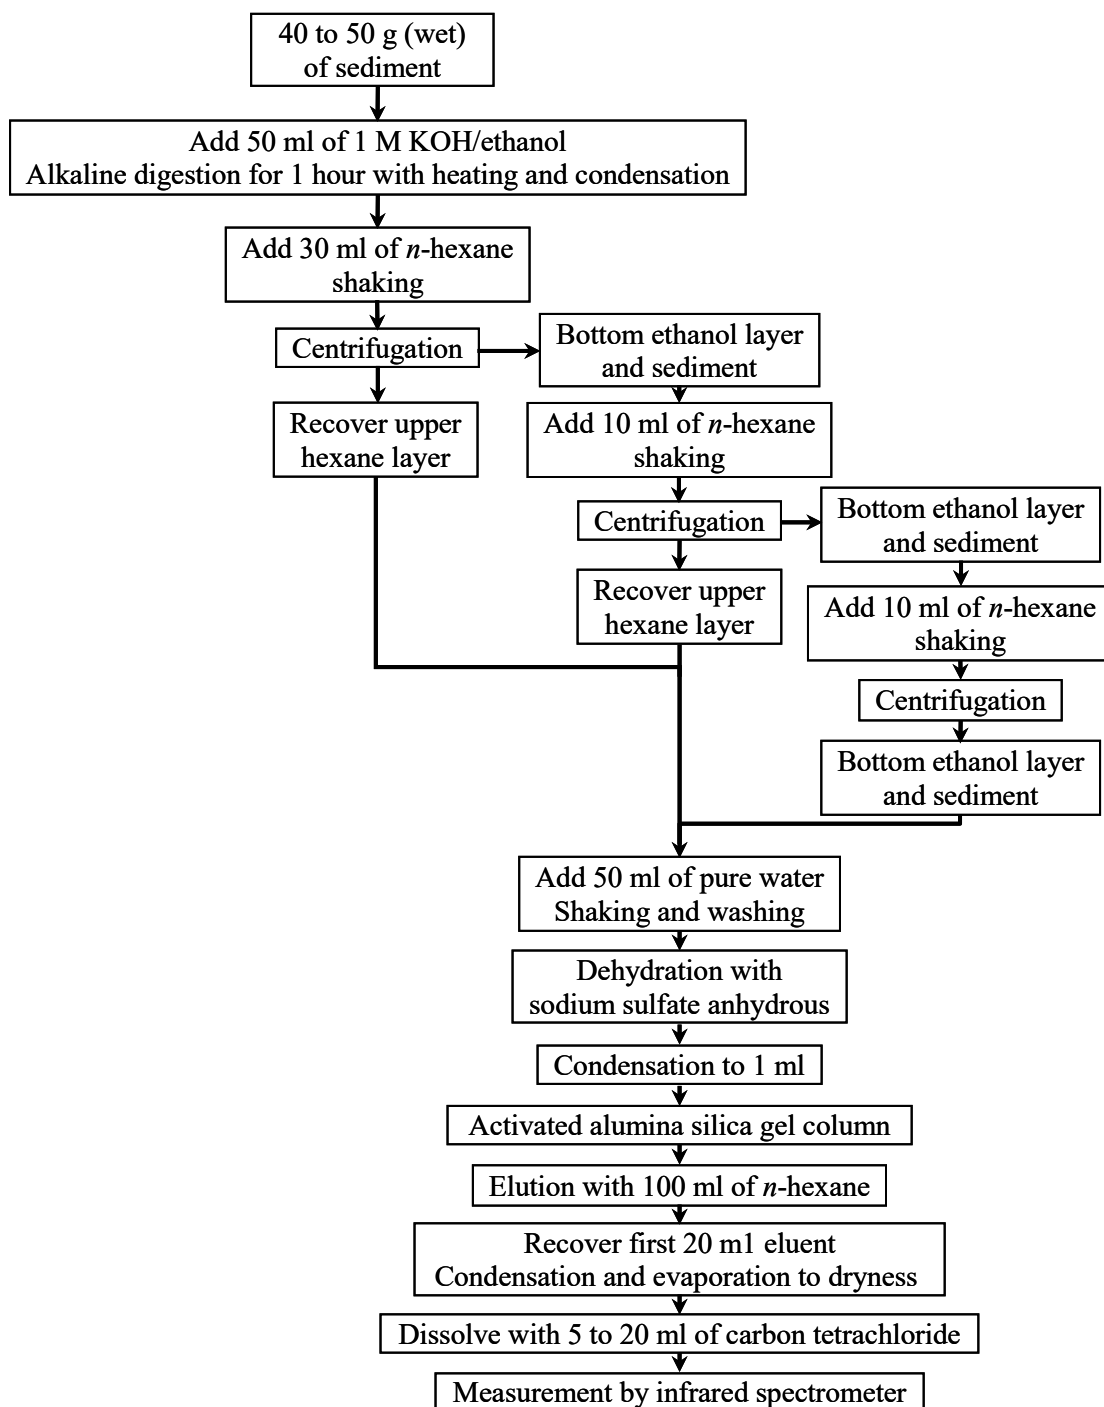 40 to 50 g (wet)
of sediment
Add 50 ml of 1 M KOH/ethanol
Alkaline digestion for 1 hour with heating and condensation
Add 30 ml of n-hexane
shaking
Centrifugation
Bottom ethanol layer
and sediment
Recover upper
hexane layer
Add 10 ml of n-hexane
shaking
Centrifugation
Bottom ethanol layer
and sediment
Recover upper
hexane layer
Add 10 ml of n-hexane
shaking
Centrifugation
Bottom ethanol layer
and sediment
Add 50 ml of pure water
Shaking and washing
Dehydration with
sodium sulfate anhydrous
Condensation to 1 ml
Activated alumina silica gel column
Elution with 100 ml of n-hexane
Recover first 20 m1 eluent
Condensation and evaporation to dryness
Dissolve with 5 to 20 ml of carbon tetrachloride
Measurement by infrared spectrometer